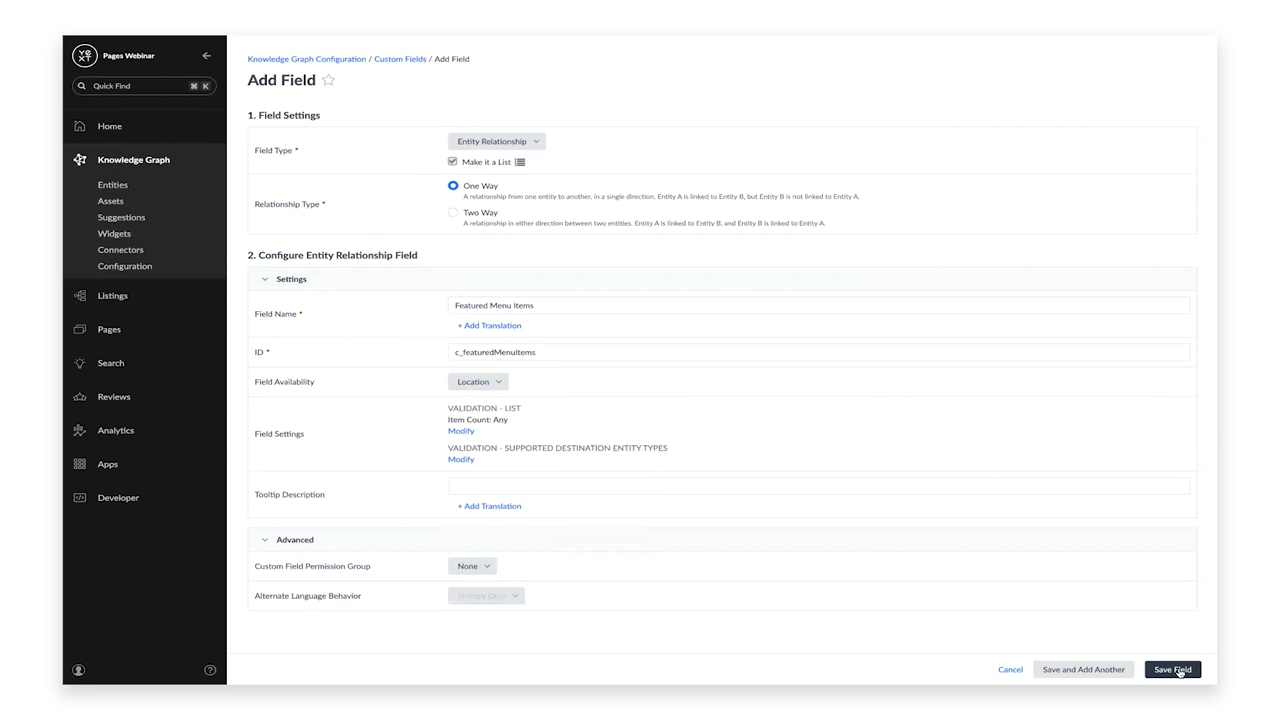 YEXT
Pages Webinar
Quick Find
⌘ K
Home
Knowledge Graph
Entities
Assets
Suggestions
Widgets
Connectors
Configuration
Listings
Pages
Search
Reviews
Analytics
Apps
Developer
Knowledge Graph Configuration / Custom Fields / Add Field
Add Field
1. Field Settings
Field Type *
Entity Relationship
Make it a List
Relationship Type *
One Way
A relationship from one entity to another, in a single direction. Entity A is linked to Entity B, but Entity B is not linked to Entity A.
Two Way
A relationship in either direction between two entities. Entity A is linked to Entity B, and Entity B is linked to Entity A.
2. Configure Entity Relationship Field
Settings
Field Name *
Featured Menu Items
+ Add Translation
ID *
c_featuredMenuItems
Field Availability
Location
Field Settings
VALIDATION - LIST
Item Count: Any
Modify
VALIDATION - SUPPORTED DESTINATION ENTITY TYPES
Modify
Tooltip Description
+ Add Translation
Advanced
Custom Field Permission Group
None
Alternate Language Behavior
Primary Only
Cancel
Save and Add Another
Save Field